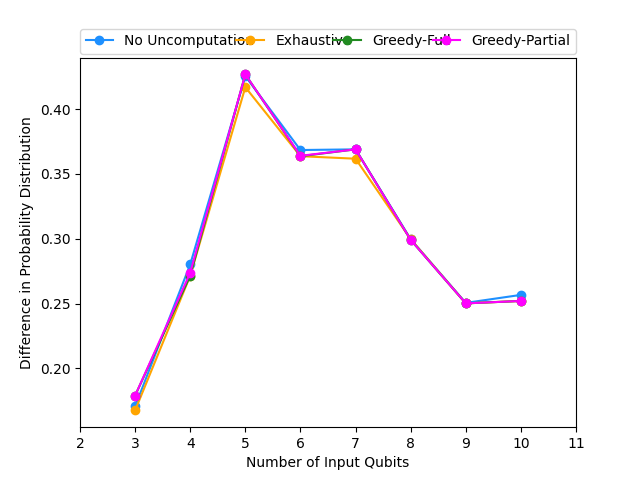 No Uncomputation Exhaustive Greedy-Full Greedy-Partial
0.40
0.35
0.30
0.25
0.20
Difference in Probability Distribution
2 3 4 5 6 7 8 9 10 11
Number of Input Qubits